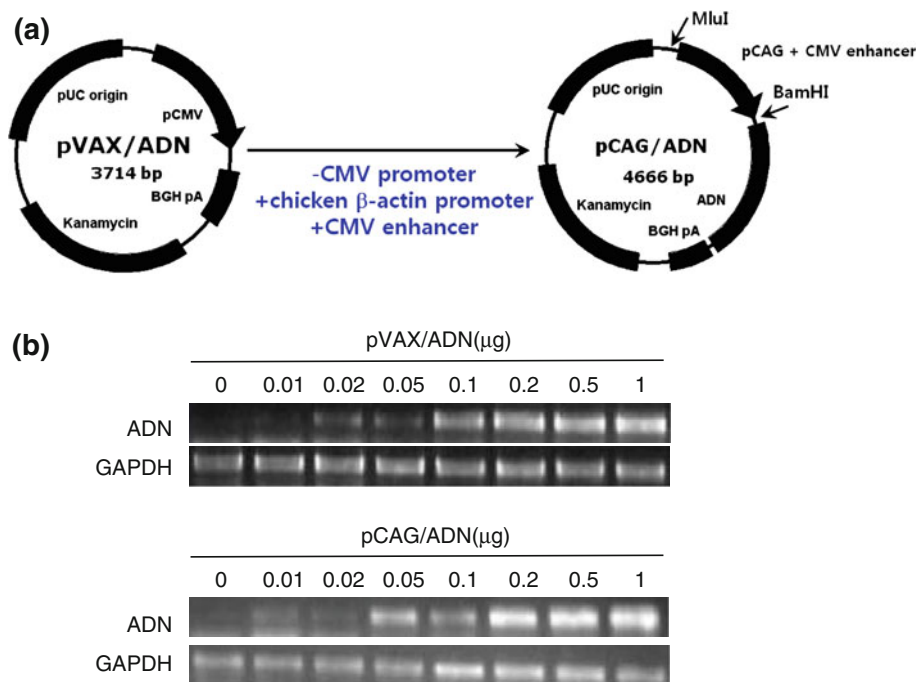 (a)
pUC origin
pCMV
pVAX/ADN
3714 bp
BGH pA
Kanamycin
-CMV promoter
+chicken β-actin promoter
+CMV enhancer
MluI
pCAG + CMV enhancer
BamHI
pUC origin
pCAG/ADN
4666 bp
ADN
Kanamycin
BGH pA
(b)
pVAX/ADN(μg)
0 0.01 0.02 0.05 0.1 0.2 0.5 1
ADN
GAPDH
pCAG/ADN(μg)
0 0.01 0.02 0.05 0.1 0.2 0.5 1
ADN
GAPDH